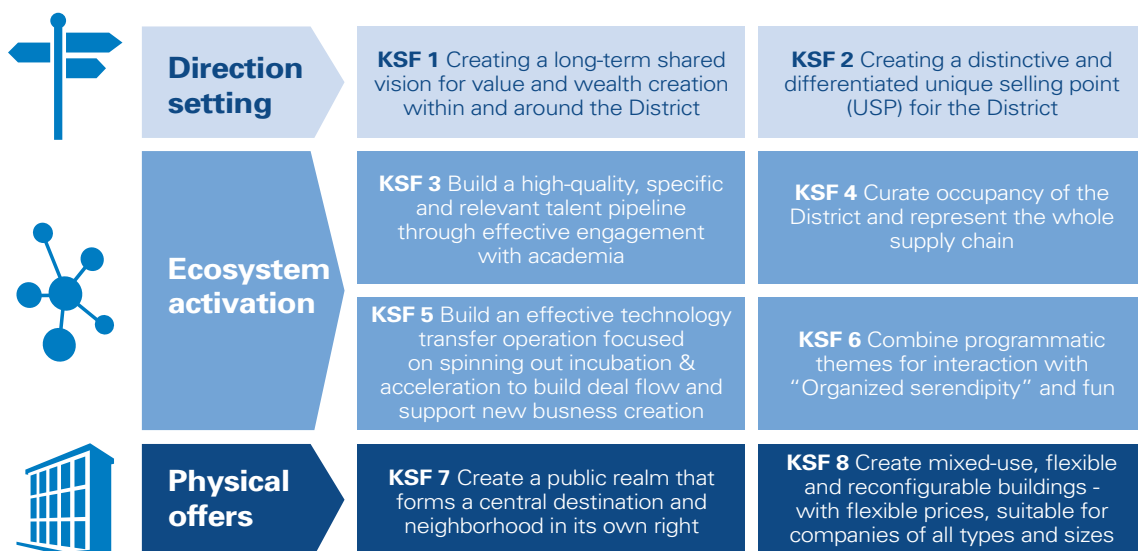 Direction
setting
KSF 1 Creating a long-term shared
vision for value and wealth creation
within and around the District
KSF 2 Creating a distinctive and
differentiated unique selling point
(USP) foir the District
Ecosystem
activation
KSF 3 Build a high-quality, specific
and relevant talent pipeline
through effective engagement
with academia
KSF 4 Curate occupancy of the
District and represent the whole
supply chain
KSF 5 Build an effective technology
transfer operation focused
on spinning out incubation &
acceleration to build deal flow and
support new business creation
KSF 6 Combine programmatic
themes for interaction with
“Organized serendipity” and fun
Physical
offers
KSF 7 Create a public realm that
forms a central destination and
neighborhood in its own right
KSF 8 Create mixed-use, flexible
and reconfigurable buildings -
with flexible prices, suitable for
companies of all types and sizes